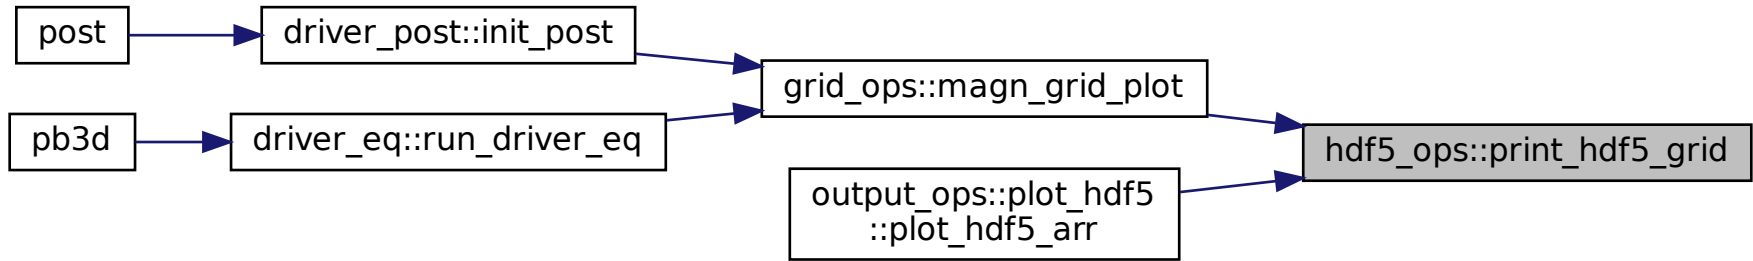 post
driver_post::init_post
grid_ops::magn_grid_plot
pb3d
driver_eq::run_driver_eq
hdf5_ops::print_hdf5_grid
output_ops::plot_hdf5
::plot_hdf5_arr